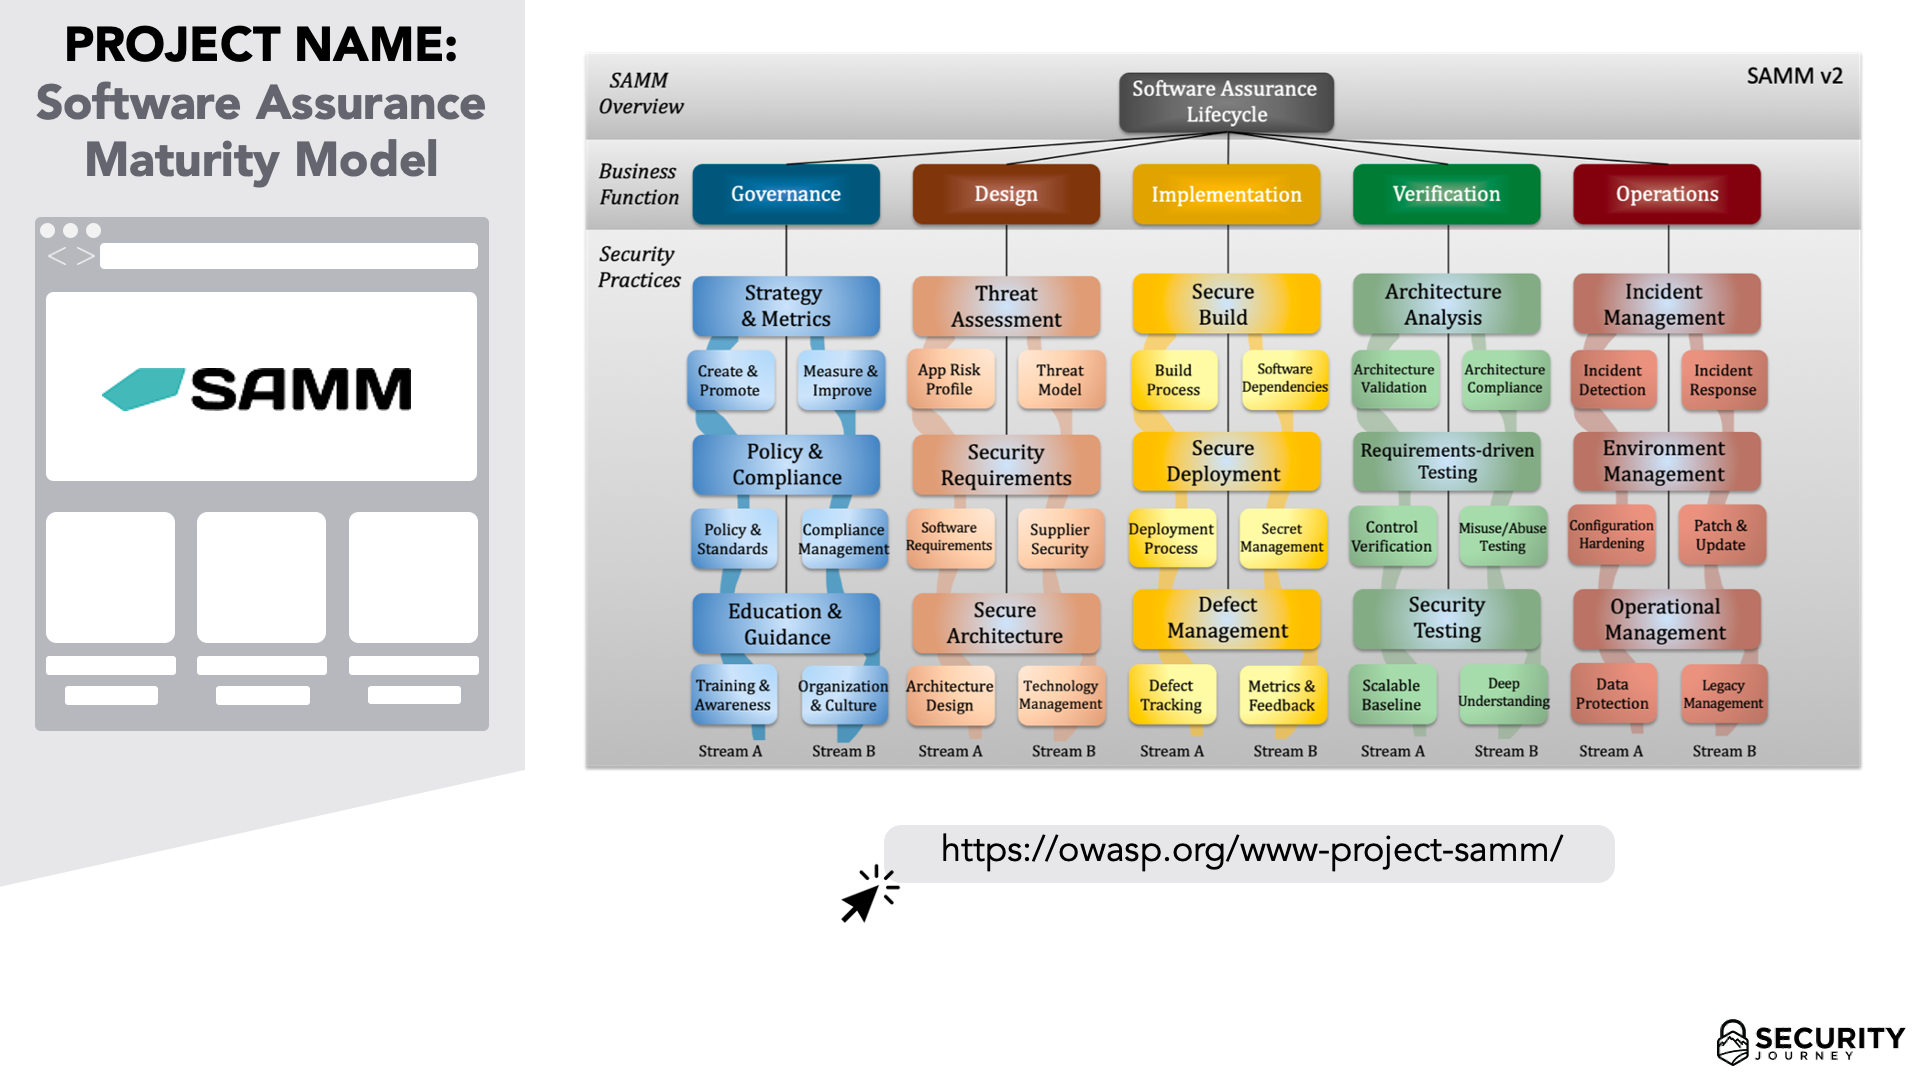 PROJECT NAME:
Software Assurance
Maturity Model
SAMM
SAMM
Overview
Software Assurance
Lifecycle
SAMM v2
Business
Function
Governance
Design
Implementation
Verification
Operations
Security
Practices
Strategy
& Metrics
Threat
Assessment
Secure
Build
Architecture
Analysis
Incident
Management
Create &
Promote
Measure &
Improve
App Risk
Profile
Threat
Model
Build
Process
Software
Dependencies
Architecture
Validation
Architecture
Compliance
Incident
Detection
Incident
Response
Policy &
Compliance
Security
Requirements
Secure
Deployment
Requirements-driven
Testing
Environment
Management
Policy &
Standards
Compliance
Management
Software
Requirements
Supplier
Security
Deployment
Process
Secret
Management
Control
Verification
Misuse/Abuse
Testing
Configuration
Hardening
Patch &
Update
Education &
Guidance
Secure
Architecture
Defect
Management
Security
Testing
Operational
Management
Training &
Awareness
Organization
& Culture
Architecture
Design
Technology
Management
Defect
Tracking
Metrics &
Feedback
Scalable
Baseline
Deep
Understanding
Data
Protection
Legacy
Management
Stream A
Stream B
Stream A
Stream B
Stream A
Stream B
Stream A
Stream B
Stream A
Stream B
https://owasp.org/www-project-samm/
SECURITY
JOURNEY